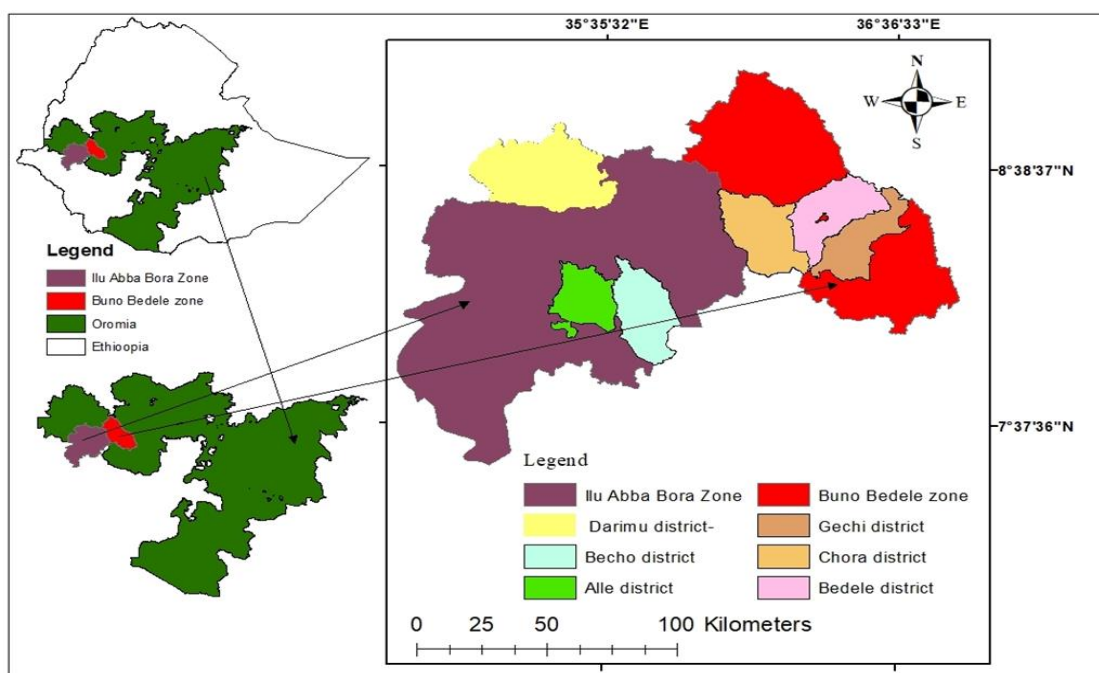 35°35'32"E
36°36'33"E
N
W
E
S
8°38'37"N
7°37'36"N
Legend
Ilu Abba Bora Zone
Buno Bedele zone
Oromia
Ethioopia
Legend
Ilu Abba Bora Zone
Darimu district-
Becho district
Alle district
Buno Bedele zone
Gechi district
Chora district
Bedele district
0 25 50 100 Kilometers